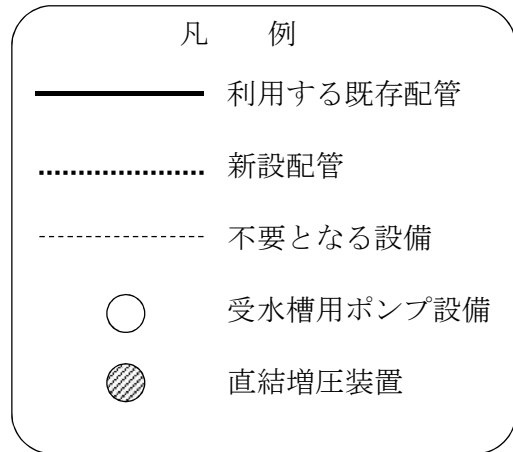 凡　例
利用する既存配管
新設配管
不要となる設備
受水槽用ポンプ設備
直結増圧装置